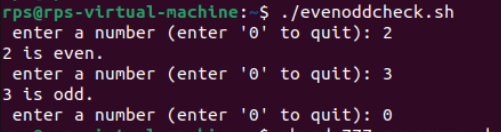 rps@rps-virtual-machine:~$ ./evenoddcheck.sh
enter a number (enter '0' to quit): 2
2 is even.
enter a number (enter '0' to quit): 3
3 is odd.
enter a number (enter '0' to quit): 0